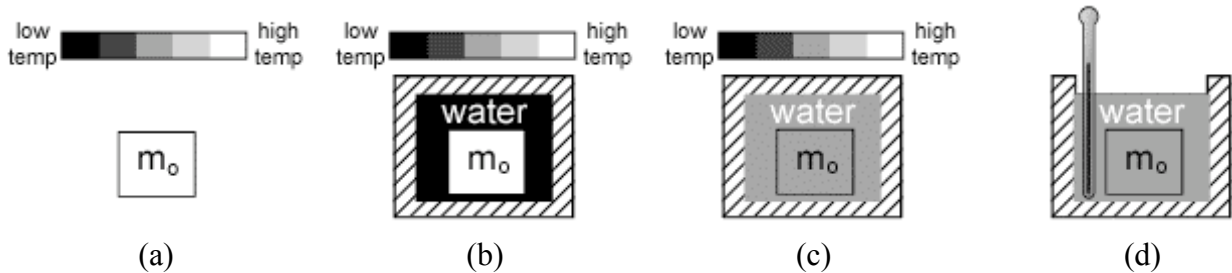 low high
temp temp
m₀
(a)
low high
temp temp
water
m₀
(b)
low high
temp temp
water
m₀
(c)
water
m₀
(d)